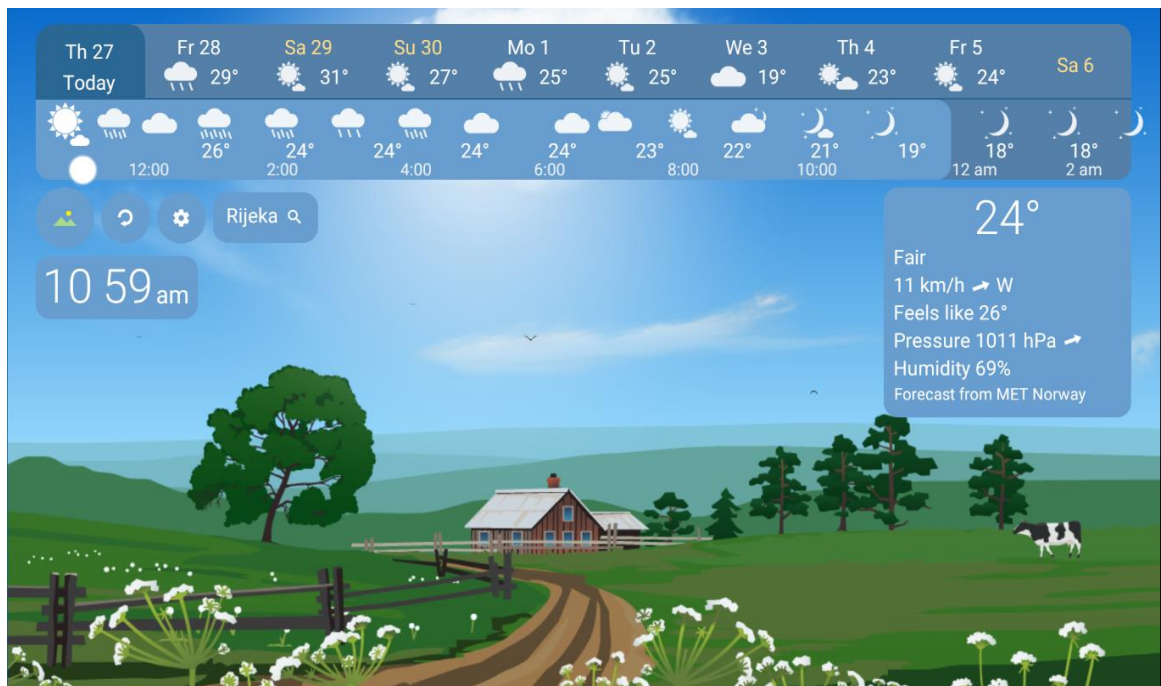 Th 27 Fr 28 Sa 29 Su 30 Mo 1 Tu 2 We 3 Th 4 Fr 5 Sa 6
Today 29° 31° 27° 25° 25° 19° 23° 24°
26° 24° 24° 24° 24° 23° 22° 21° 19° 18° 18°
12:00 2:00 4:00 6:00 8:00 10:00 12 am 2 am
Rijeka
10 59 am
24°
Fair
11 km/h W
Feels like 26°
Pressure 1011 hPa
Humidity 69%
Forecast from MET Norway